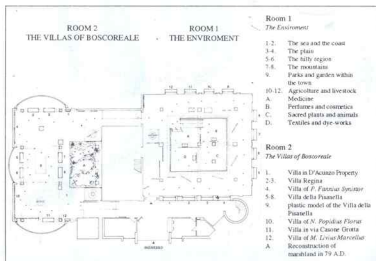 ROOM 2
THE VILLAS OF BOSCOREALE
ROOM 1
THE ENVIROMENT
Room 1
The Enviroment
1-2. The sea and the coast
3-4. The plain
5-6. The hilly region
7-8. The mountains
9. Parks and garden within
the town
10-12. Agriculture and livestock
A. Medicine
B. Perfumes and cosmetics
C. Sacred plants and animals
D. Textiles and dye-works
Room 2
The Villas of Boscoreale
1. Villa in D'Acunzo Property
2-3. Villa Regina
4. Villa of P. Fannius Synistor
5-8. Villa della Pisanella
9. plastic model of the Villa della
Pisanella
10. Villa of N. Popidius Florus
11. Villa in via Casone Grotta
12. Villa of M. Livius Marcellus
A Reconstruction of
marshland in 79 A.D.